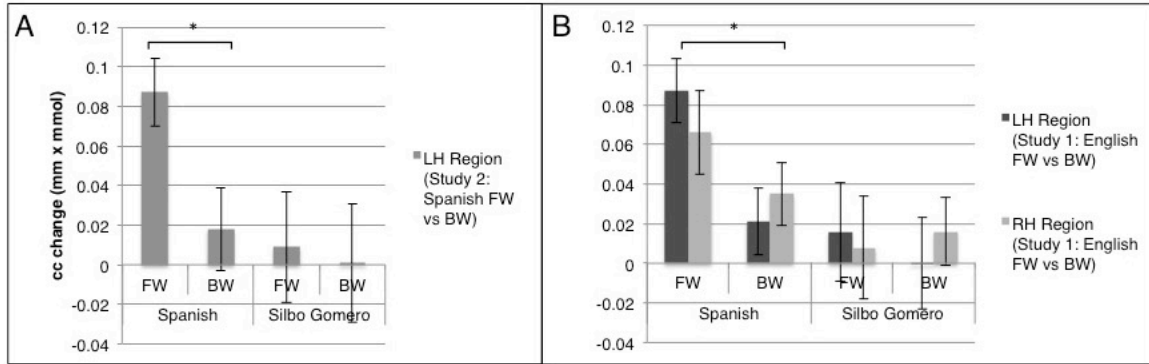 A
0.12
*
0.1
0.08
0.06
0.04
0.02
0
-0.02
-0.04
cc change (mm x mmol)
FW BW FW BW
Spanish Silbo Gomero
LH Region
(Study 2:
Spanish FW
vs BW)
B
0.12
*
0.1
0.08
0.06
0.04
0.02
0
-0.02
-0.04
FW BW FW BW
Spanish Silbo Gomero
LH Region
(Study 1: English
FW vs BW)
RH Region
(Study 1: English
FW vs BW)